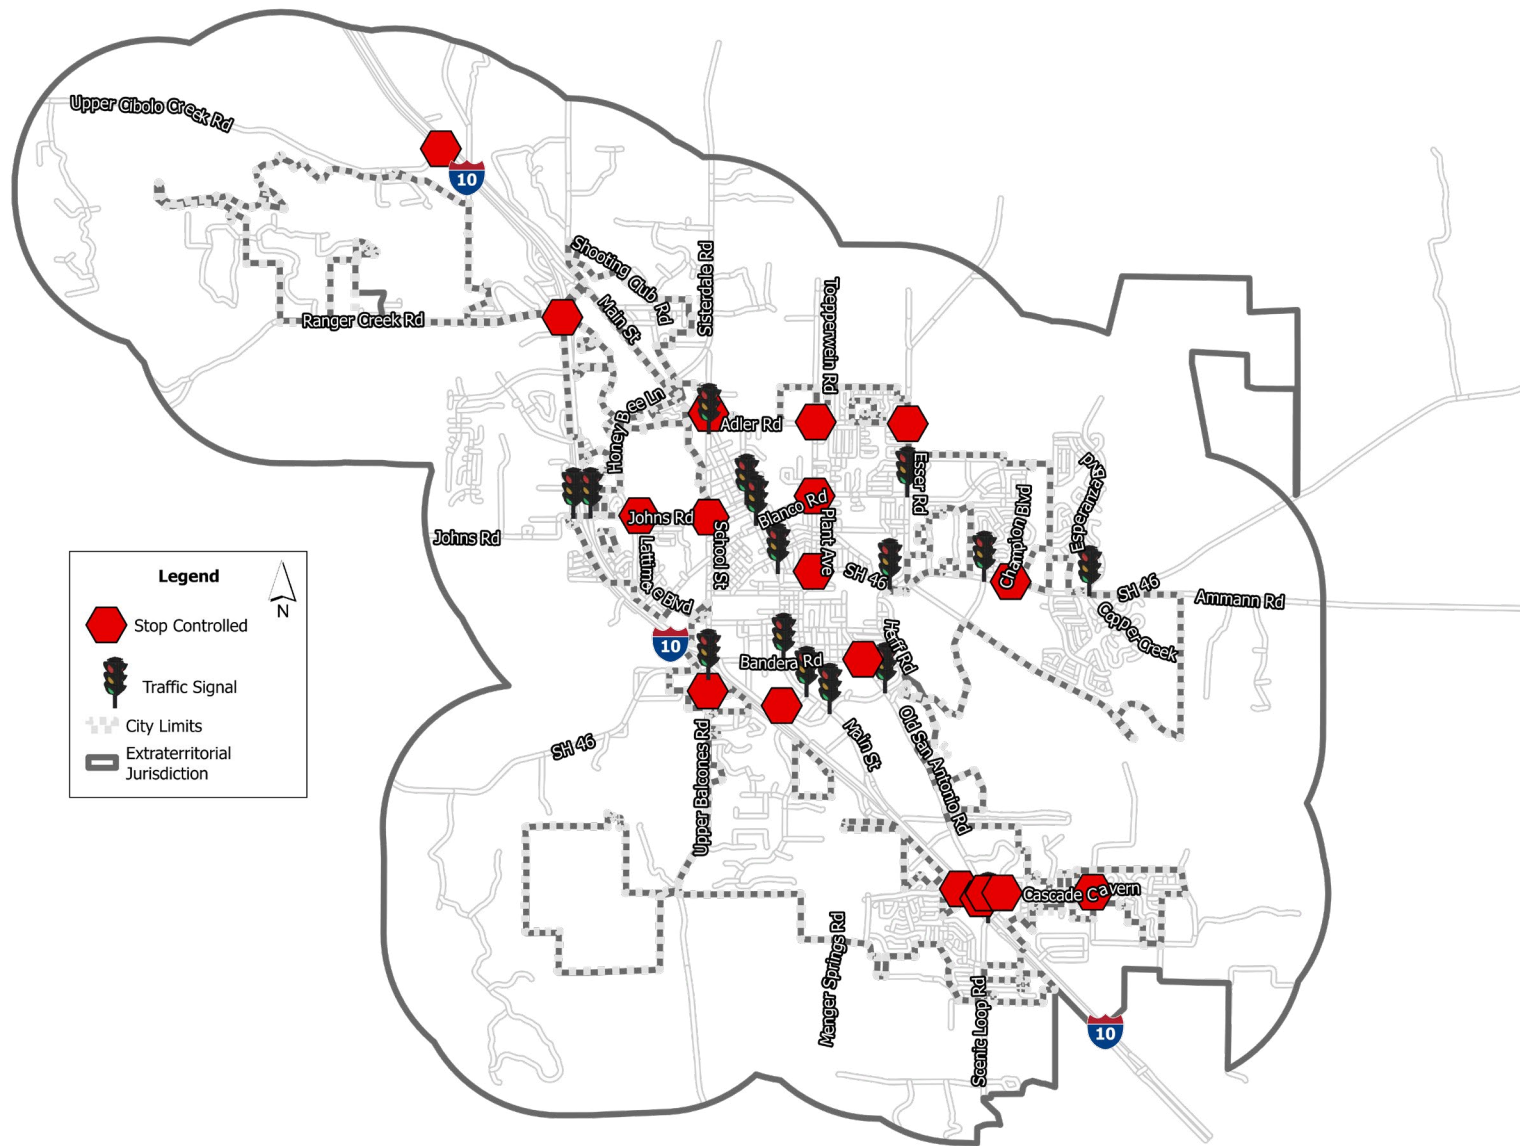 Upper Cibolo Creek Rd
10
Shooting Club Rd
Sisterdale Rd
Main St
Toepperwein Rd
Ranger Creek Rd
Honey Bee Ln
Adler Rd
Esser Rd
Esperanza Blvd
Blanco Rd
Champion Blvd
Johns Rd
Johns Rd
School St
Plant Ave
Lattimore Blvd
SH 46
SH 46
Ammann Rd
Copper Creek
10
Herff Rd
Bandera Rd
Old San Antonio Rd
Main St
SH 46
Upper Balcones Rd
Cascade Cavern
Menger Springs Rd
Scenic Loop Rd
10
Legend
N
Stop Controlled
Traffic Signal
City Limits
Extraterritorial
Jurisdiction